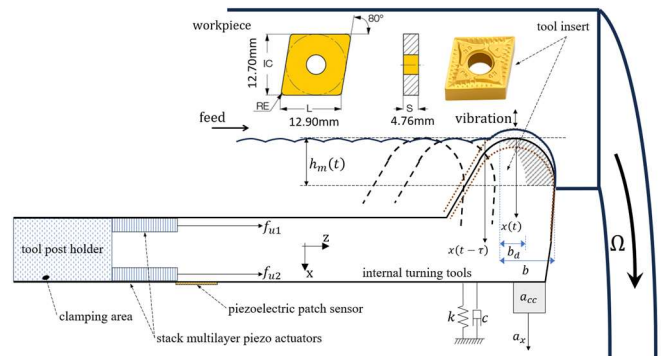 workpiece
80°
tool insert
12.70mm
IC
RE
L
S
12.90mm
4.76mm
feed
vibration
h_m(t)
x(t)
x(t − τ)
b_d
b
Ω
f_u1
f_u2
z
x
tool post holder
internal turning tools
piezoelectric patch sensor
clamping area
stack multilayer piezo actuators
k
c
a_cc
a_x